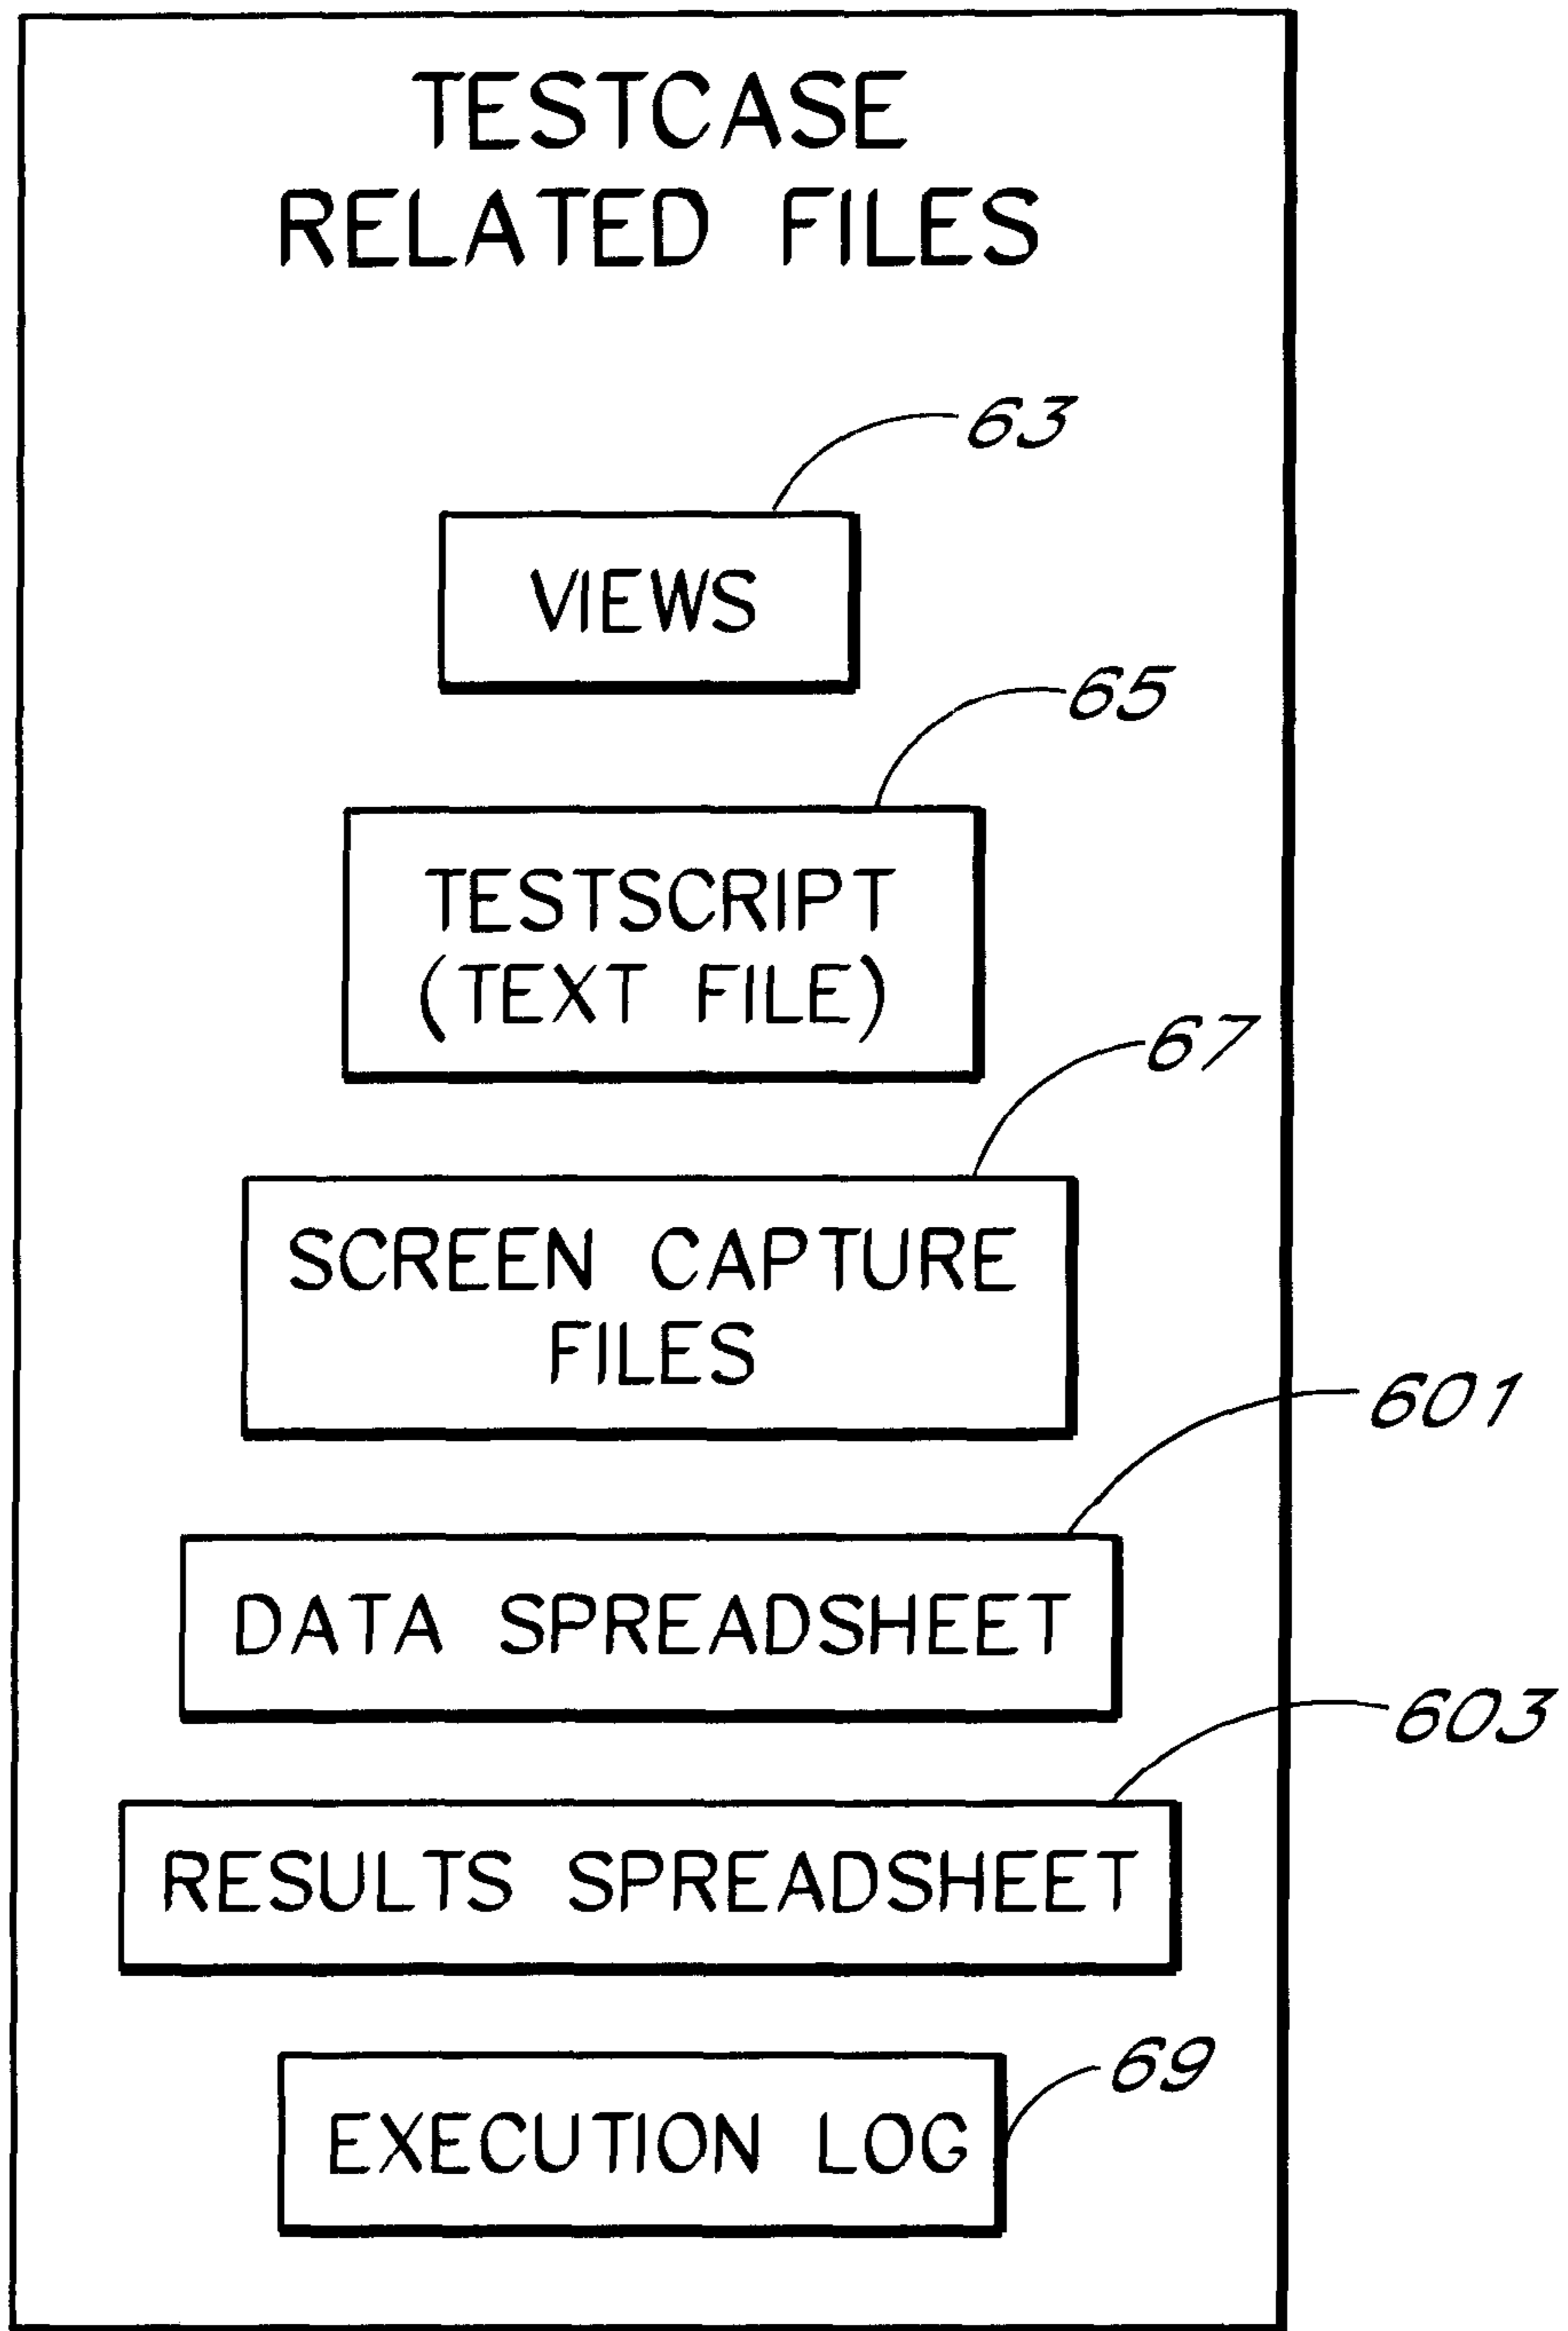 TESTCASE
RELATED FILES
63
VIEWS
65
TESTSCRIPT
(TEXT FILE)
67
SCREEN CAPTURE
FILES
601
DATA SPREADSHEET
603
RESULTS SPREADSHEET
69
EXECUTION LOG